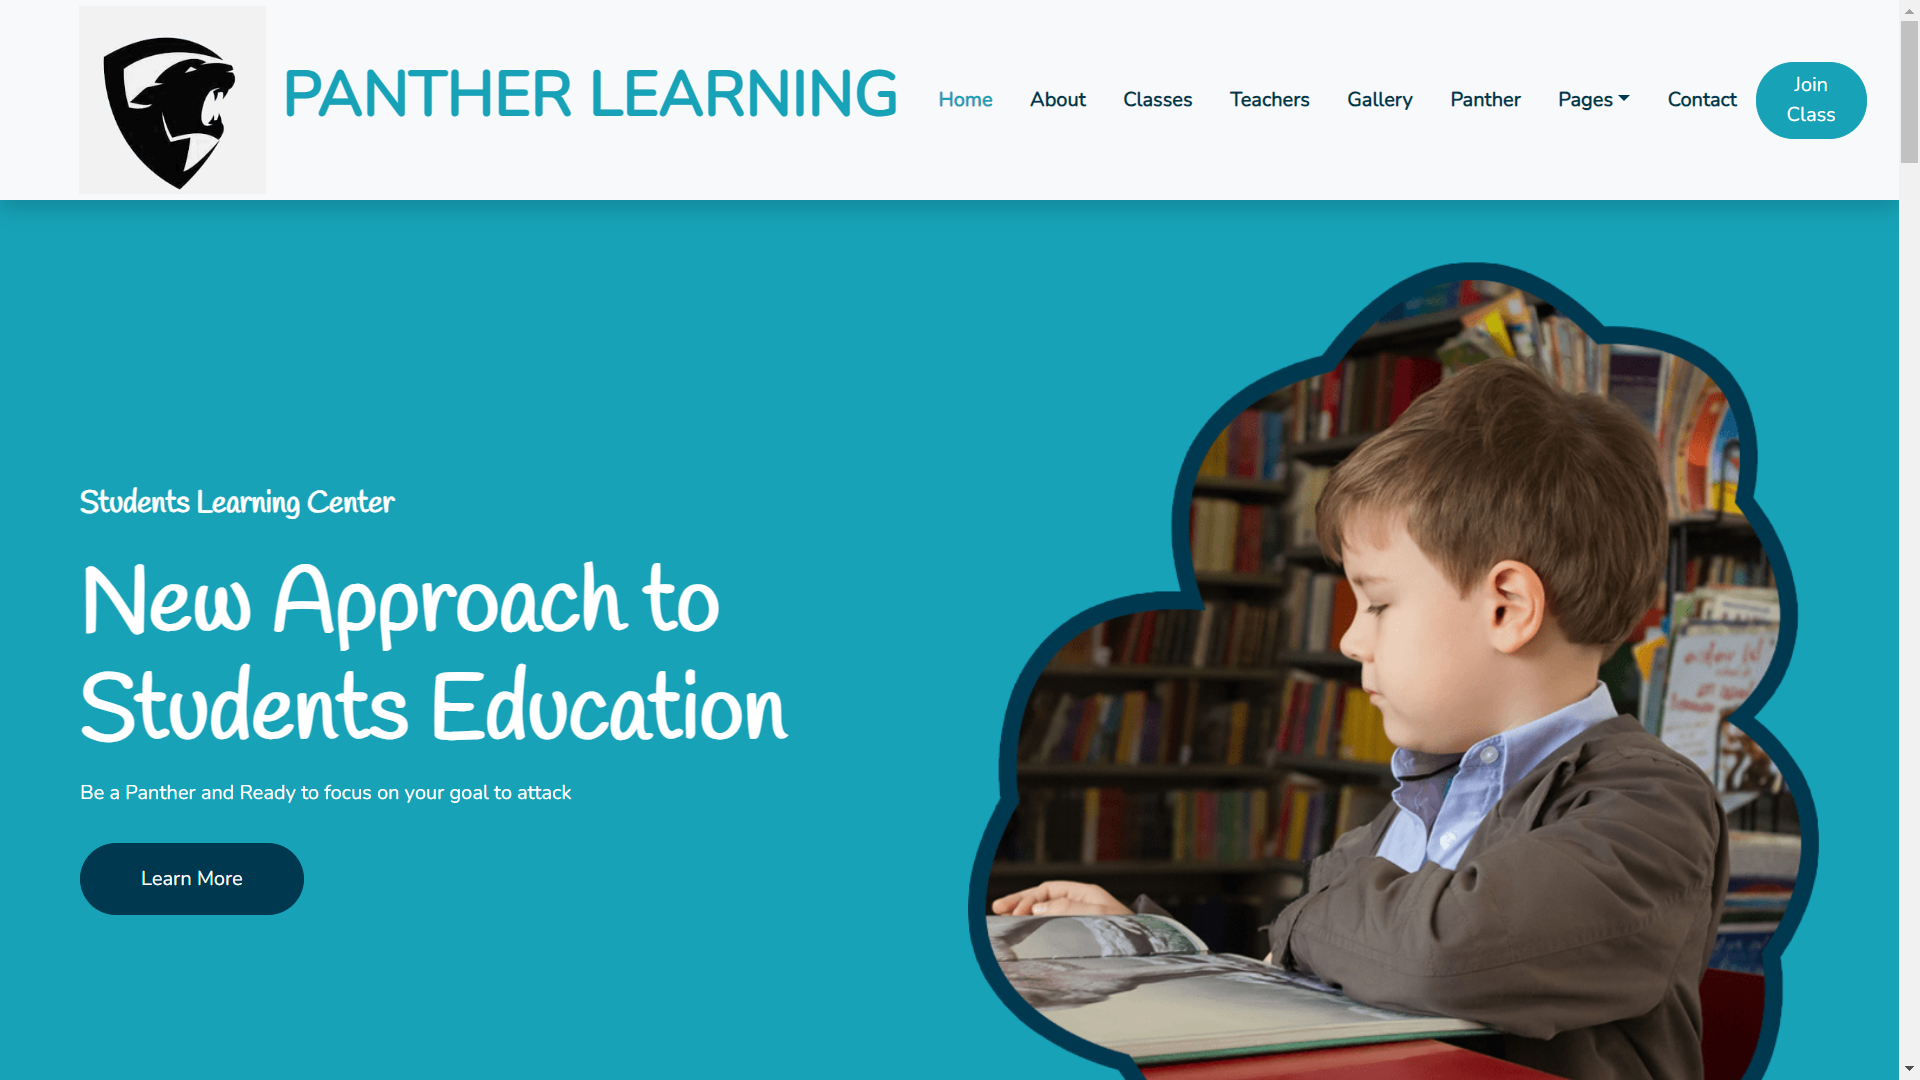 PANTHER LEARNING
Home
About
Classes
Teachers
Gallery
Panther
Pages
Contact
Join
Class
Students Learning Center
New Approach to
Students Education
Be a Panther and Ready to focus on your goal to attack
Learn More